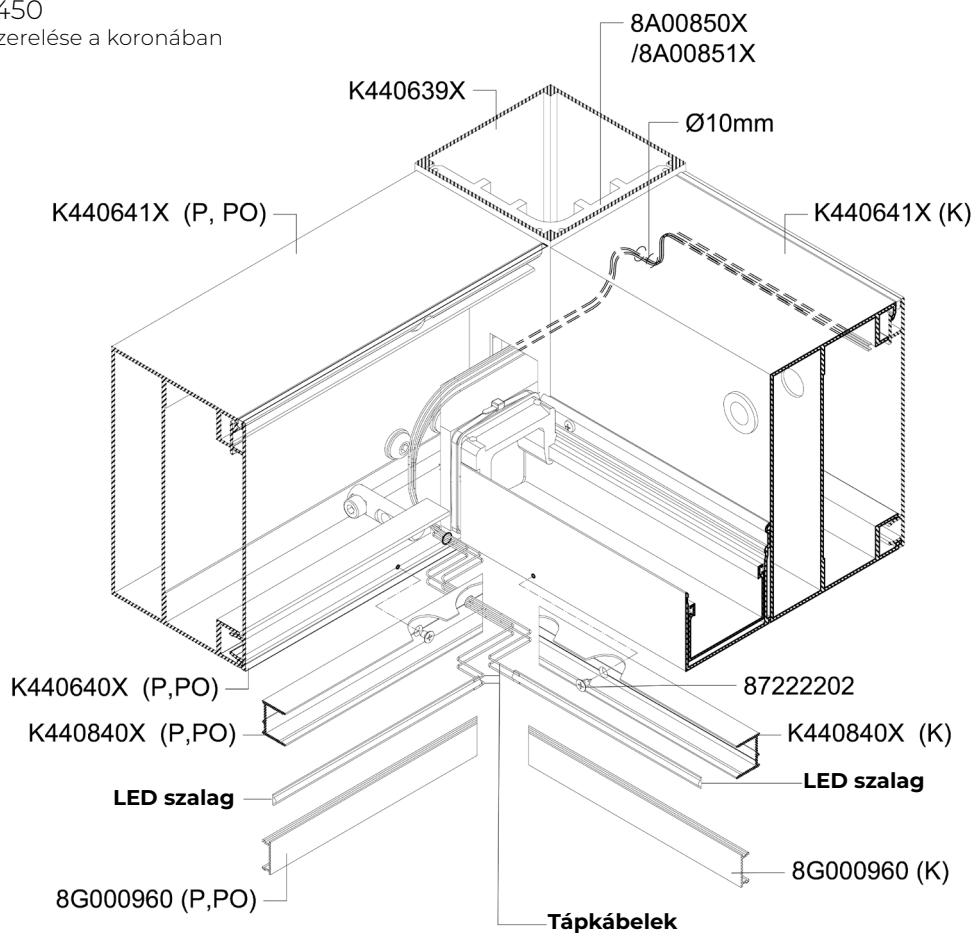 450
zerelése a koronában
8A00850X
/8A00851X
K440639X
Ø10mm
K440641X (P, PO)
K440641X (K)
K440640X (P,PO)
87222202
K440840X (P,PO)
K440840X (K)
LED szalag
LED szalag
8G000960 (K)
8G000960 (P,PO)
Tápkábelek